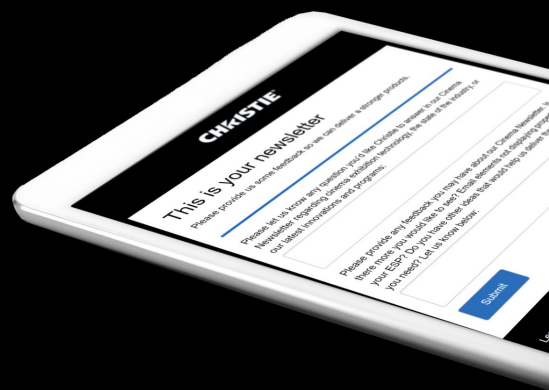 CHRISTIE
This is your newsletter
Please provide us some feedback so we can deliver a stronger products.
Please let us know any question you'd like Christie to answer in our Cinema
Newsletter regarding cinema exhibition technology, the state of the industry, or
our latest innovations and programs:
Please provide any feedback you may have about our Cinema Newsletter.
there more you would like to see? Email elements not displaying
your ESP? Do you have other ideas that would help us deliver the
you need? Let us know below:
Submit